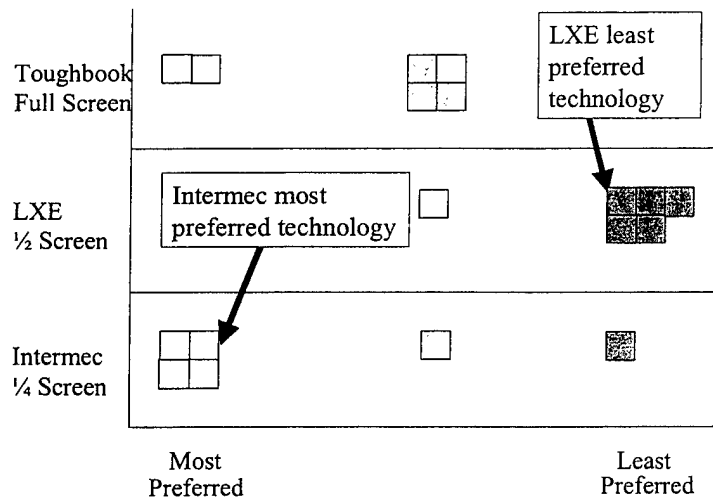 Toughbook
Full Screen
LXE least
preferred
technology
LXE
½ Screen
Intermec most
preferred technology
Intermec
¼ Screen
Most
Preferred
Least
Preferred